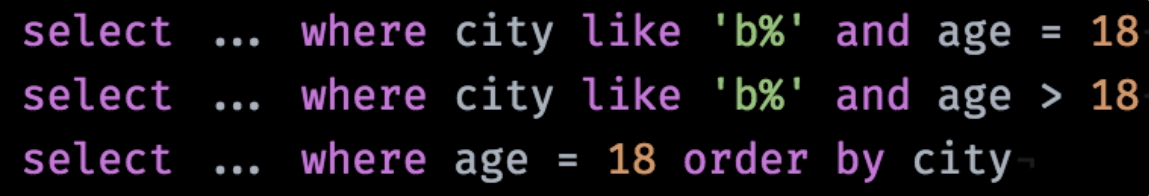 select ... where city like 'b%' and age = 18
select ... where city like 'b%' and age > 18
select ... where age = 18 order by city¬